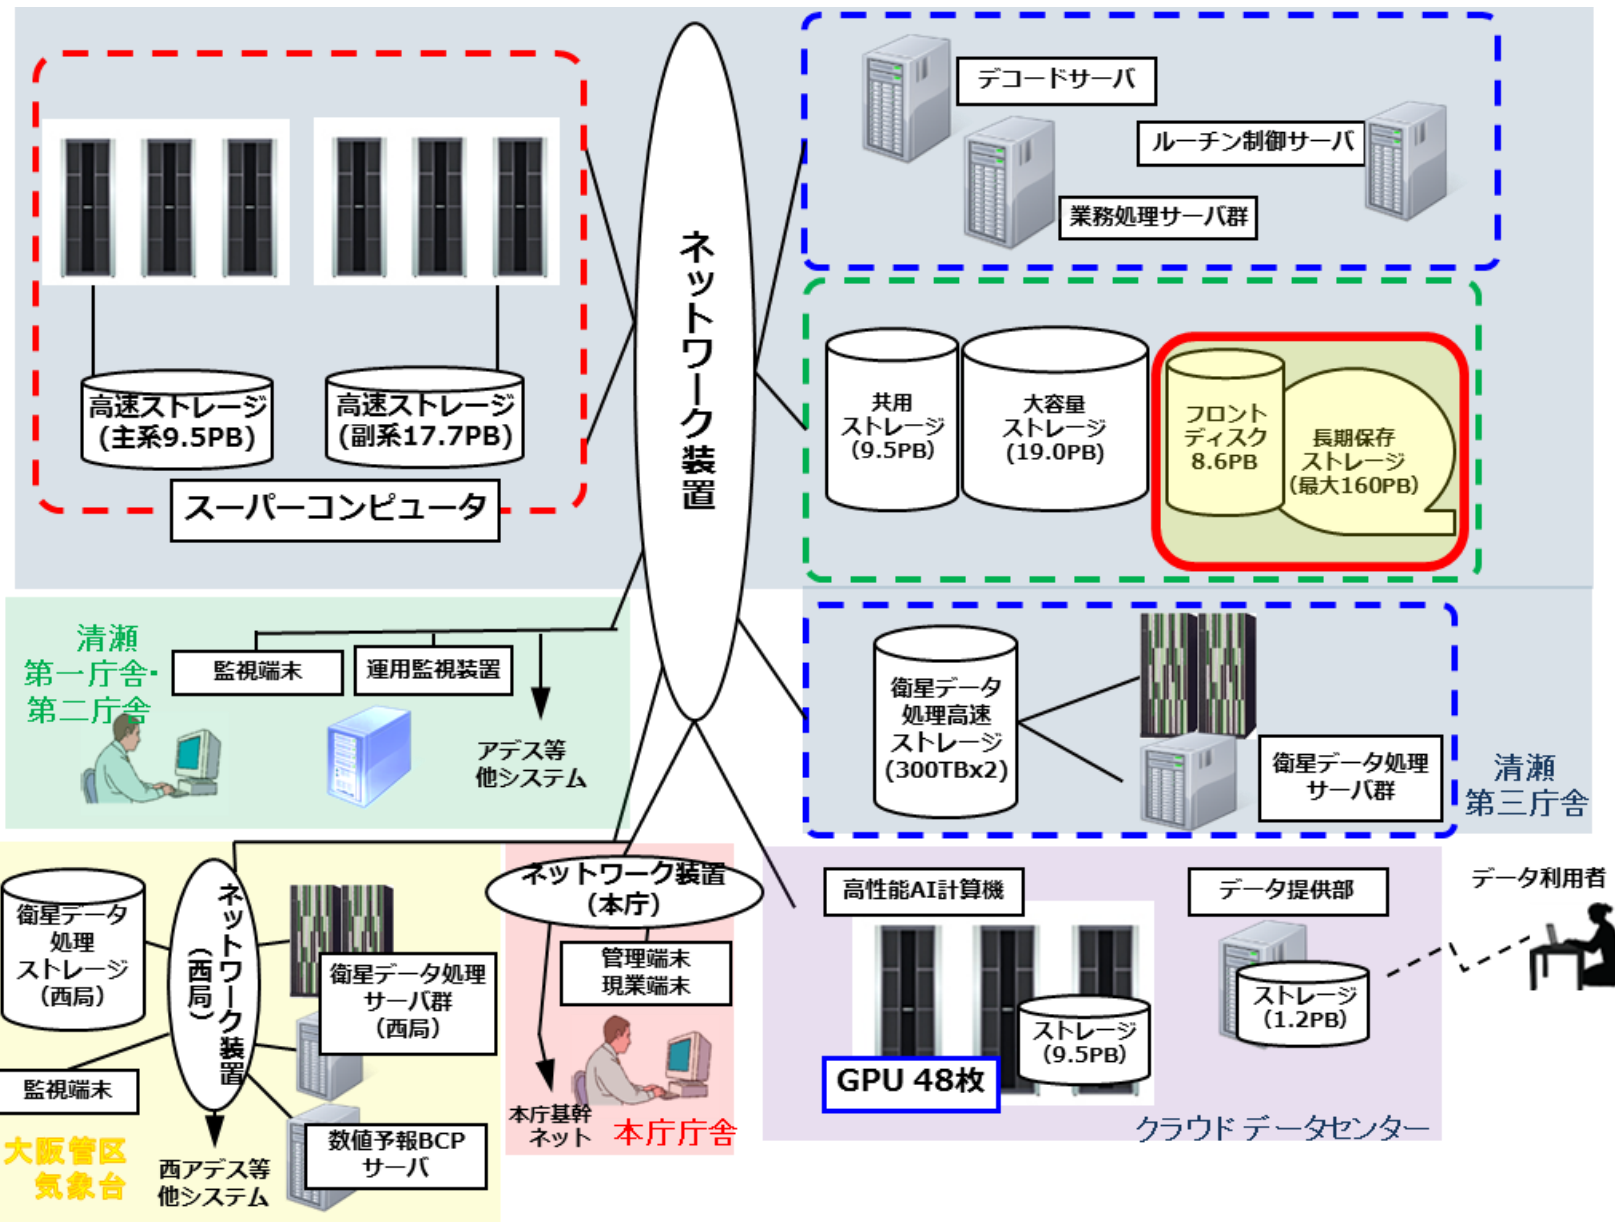 デコードサーバ
ルーチン制御サーバ
業務処理サーバ群
高速ストレージ
(主系9.5PB)
高速ストレージ
(副系17.7PB)
スーパーコンピュータ
ネットワーク装置
共用
ストレージ
(9.5PB)
大容量
ストレージ
(19.0PB)
フロント
ディスク
8.6PB
長期保存
ストレージ
(最大160PB)
清瀬
第一庁舎・
第二庁舎
監視端末
運用監視装置
アデス等
他システム
衛星データ
処理高速
ストレージ
(300TBx2)
衛星データ処理
サーバ群
清瀬
第三庁舎
衛星データ
処理
ストレージ
(西局)
ネットワーク装置
(西局)
衛星データ処理
サーバ群
(西局)
監視端末
数値予報BCP
サーバ
西アデス等
他システム
大阪管区
気象台
ネットワーク装置
(本庁)
管理端末
現業端末
本庁基幹
ネット
本庁庁舎
高性能AI計算機
ストレージ
(9.5PB)
GPU 48枚
データ提供部
ストレージ
(1.2PB)
クラウドデータセンター
データ利用者